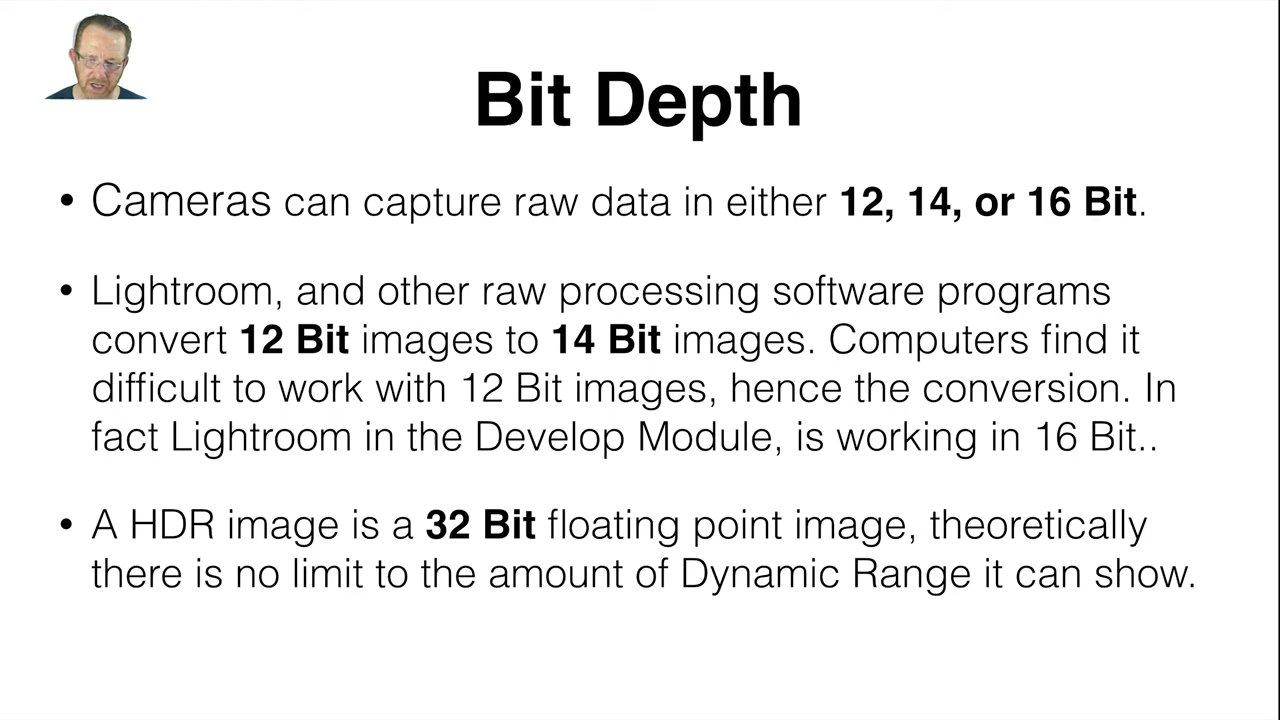 Bit Depth
• Cameras can capture raw data in either 12, 14, or 16 Bit.
• Lightroom, and other raw processing software programs
convert 12 Bit images to 14 Bit images. Computers find it
difficult to work with 12 Bit images, hence the conversion. In
fact Lightroom in the Develop Module, is working in 16 Bit..
• A HDR image is a 32 Bit floating point image, theoretically
there is no limit to the amount of Dynamic Range it can show.